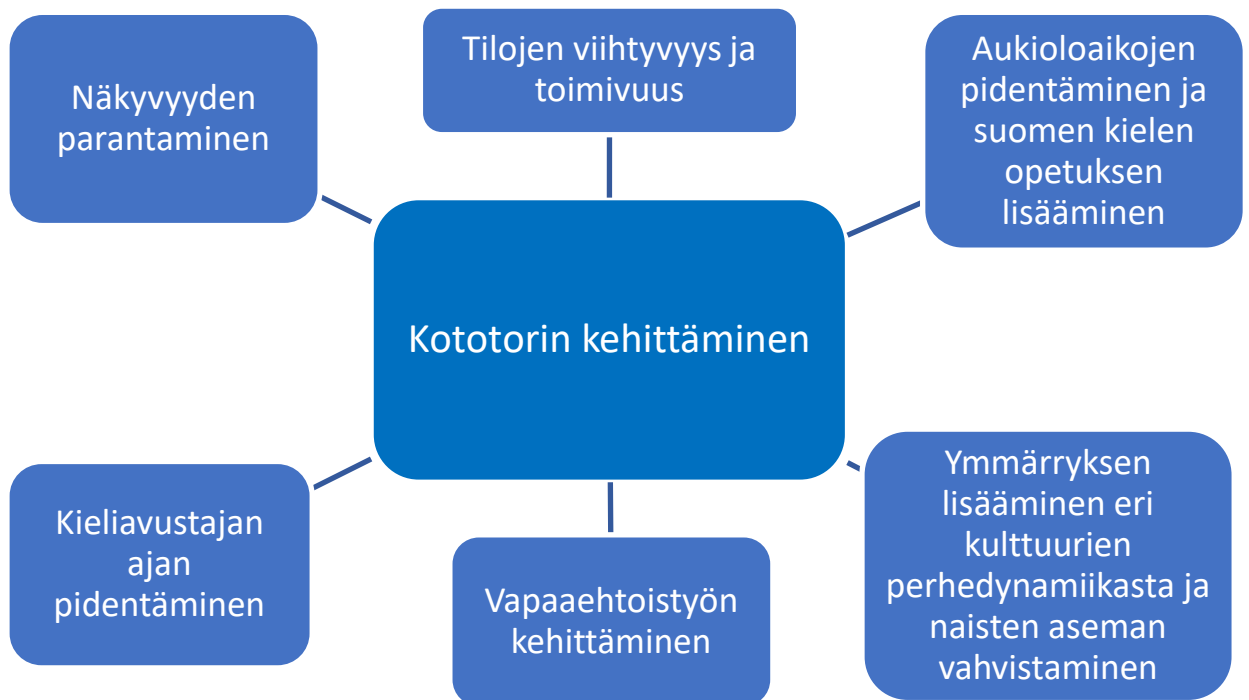 Näkyvyyden
parantaminen
Tilojen viihtyvyys ja
toimivuus
Aukioloaikojen
pidentäminen ja
suomen kielen
opetuksen
lisääminen
Kototorin kehittäminen
Kieliavustajan
ajan
pidentäminen
Vapaaehtoistyön
kehittäminen
Ymmärryksen
lisääminen eri
kulttuurien
perhedynamiikasta ja
naisten aseman
vahvistaminen